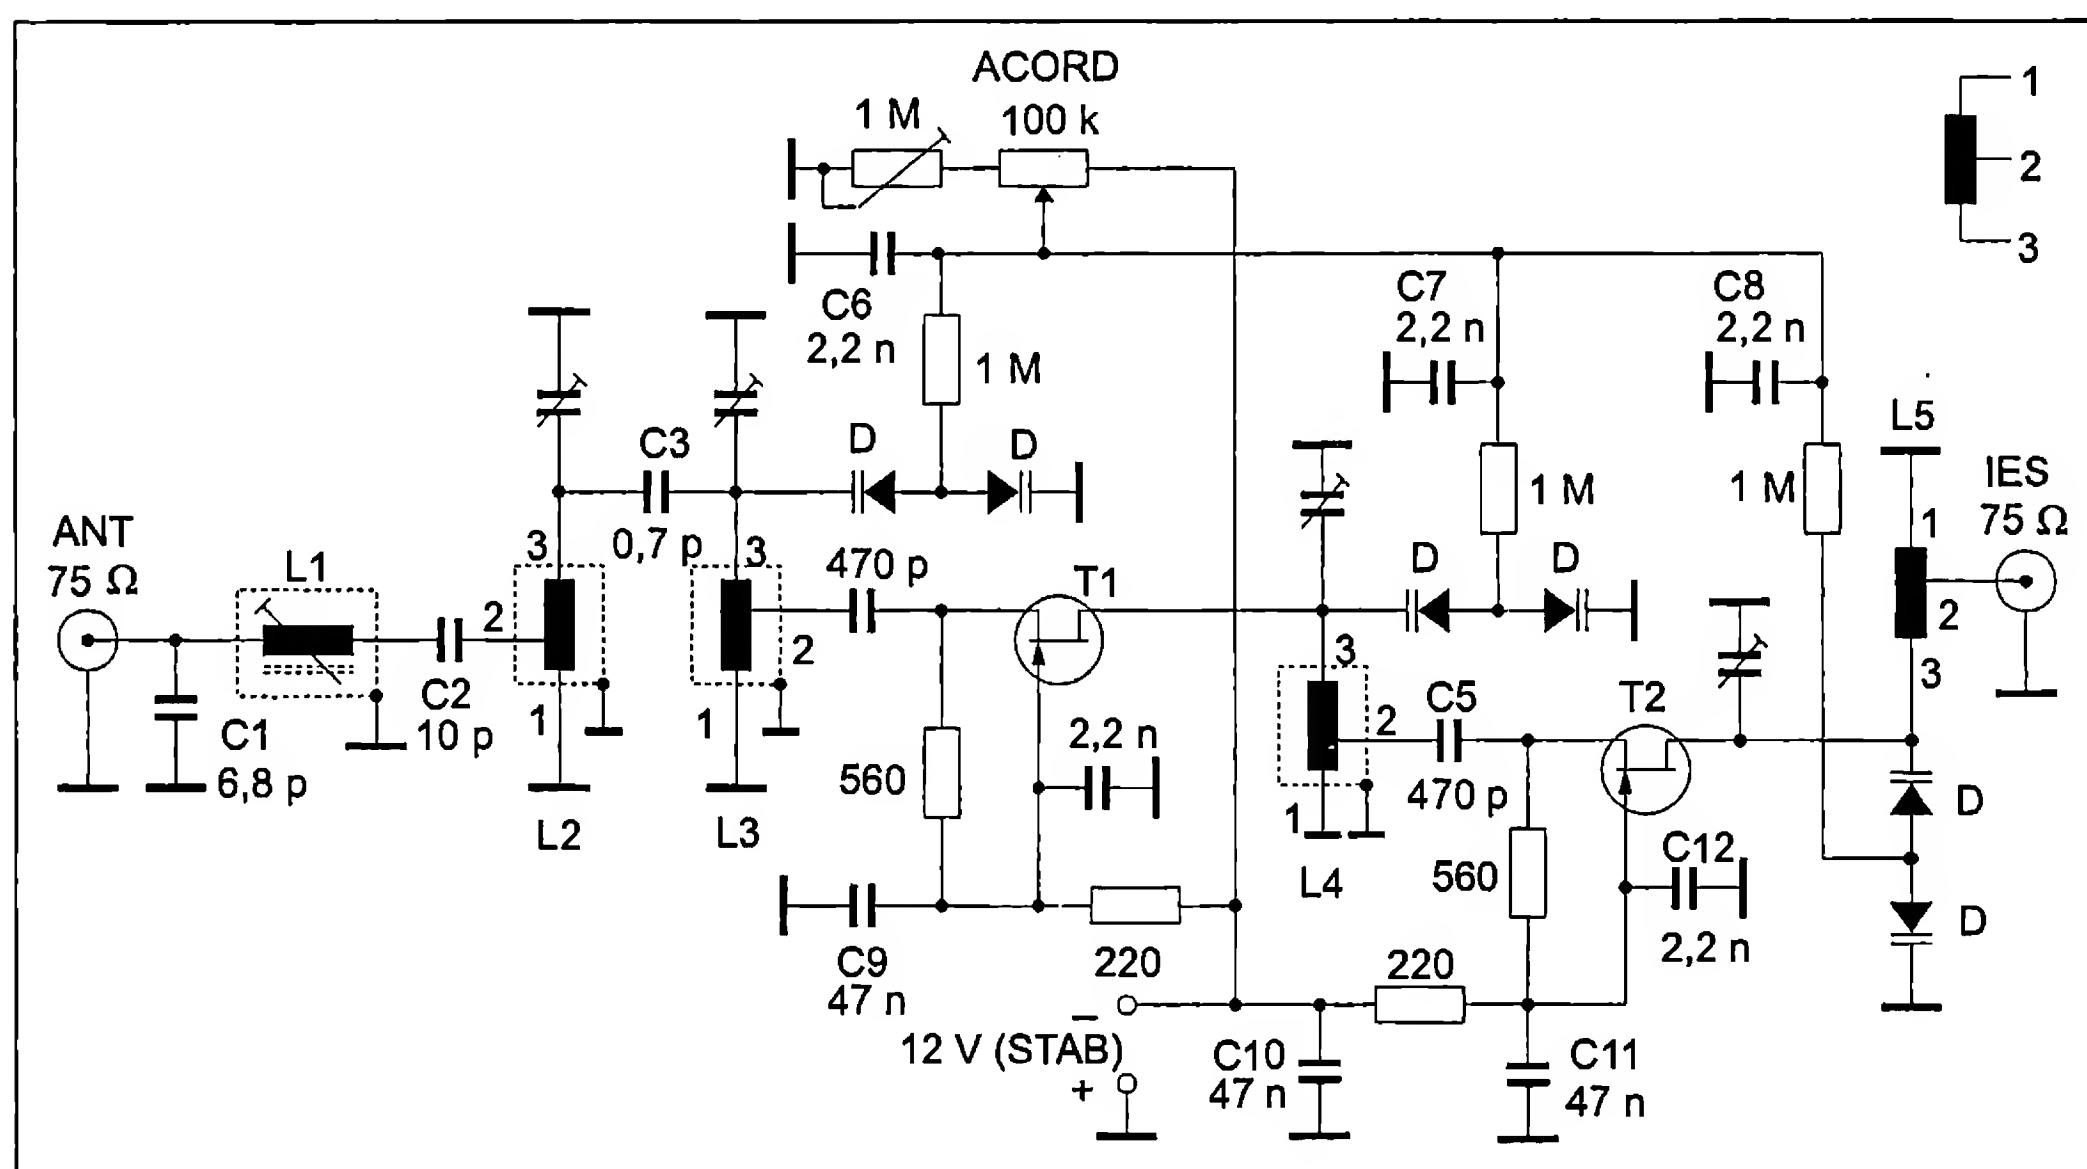 ACORD
1 M
100 k
1
2
3
C6
2,2 n
1 M
C7
2,2 n
C8
2,2 n
L5
C3
0,7 p
D
D
1 M
1 M
IES
75 Ω
ANT
75 Ω
L1
3
3
470 p
T1
D
D
1
2
3
2
2
C1
6,8 p
C2
10 p
1
1
L2
L3
560
2,2 n
3
2
C5
470 p
T2
1
L4
560
C12
2,2 n
D
D
C9
47 n
220
220
–
12 V (STAB)
+
C10
47 n
C11
47 n